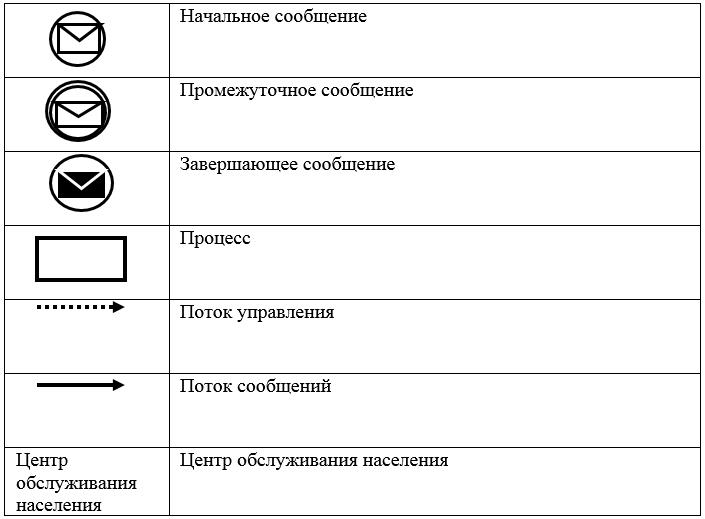 Начальное сообщение
Промежуточное сообщение
Завершающее сообщение
Процесс
Поток управления
Поток сообщений
Центр
обслуживания
населения
Центр обслуживания населения